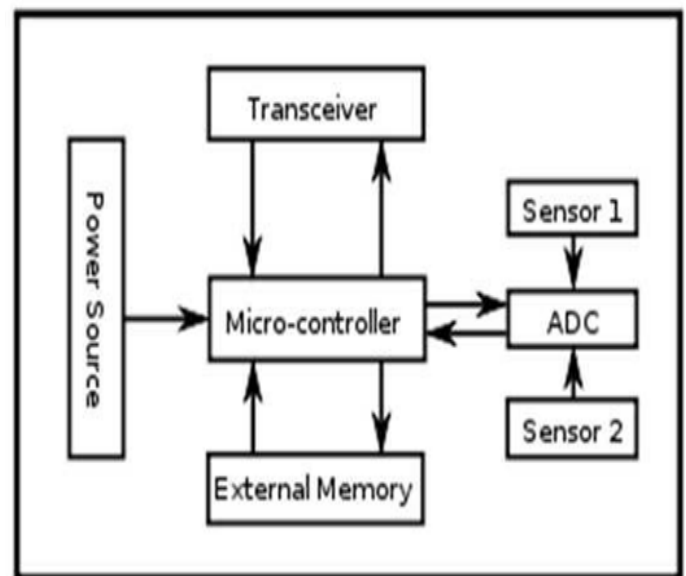 Transceiver
Power Source
Sensor 1
Micro-controller
ADC
Sensor 2
External Memory